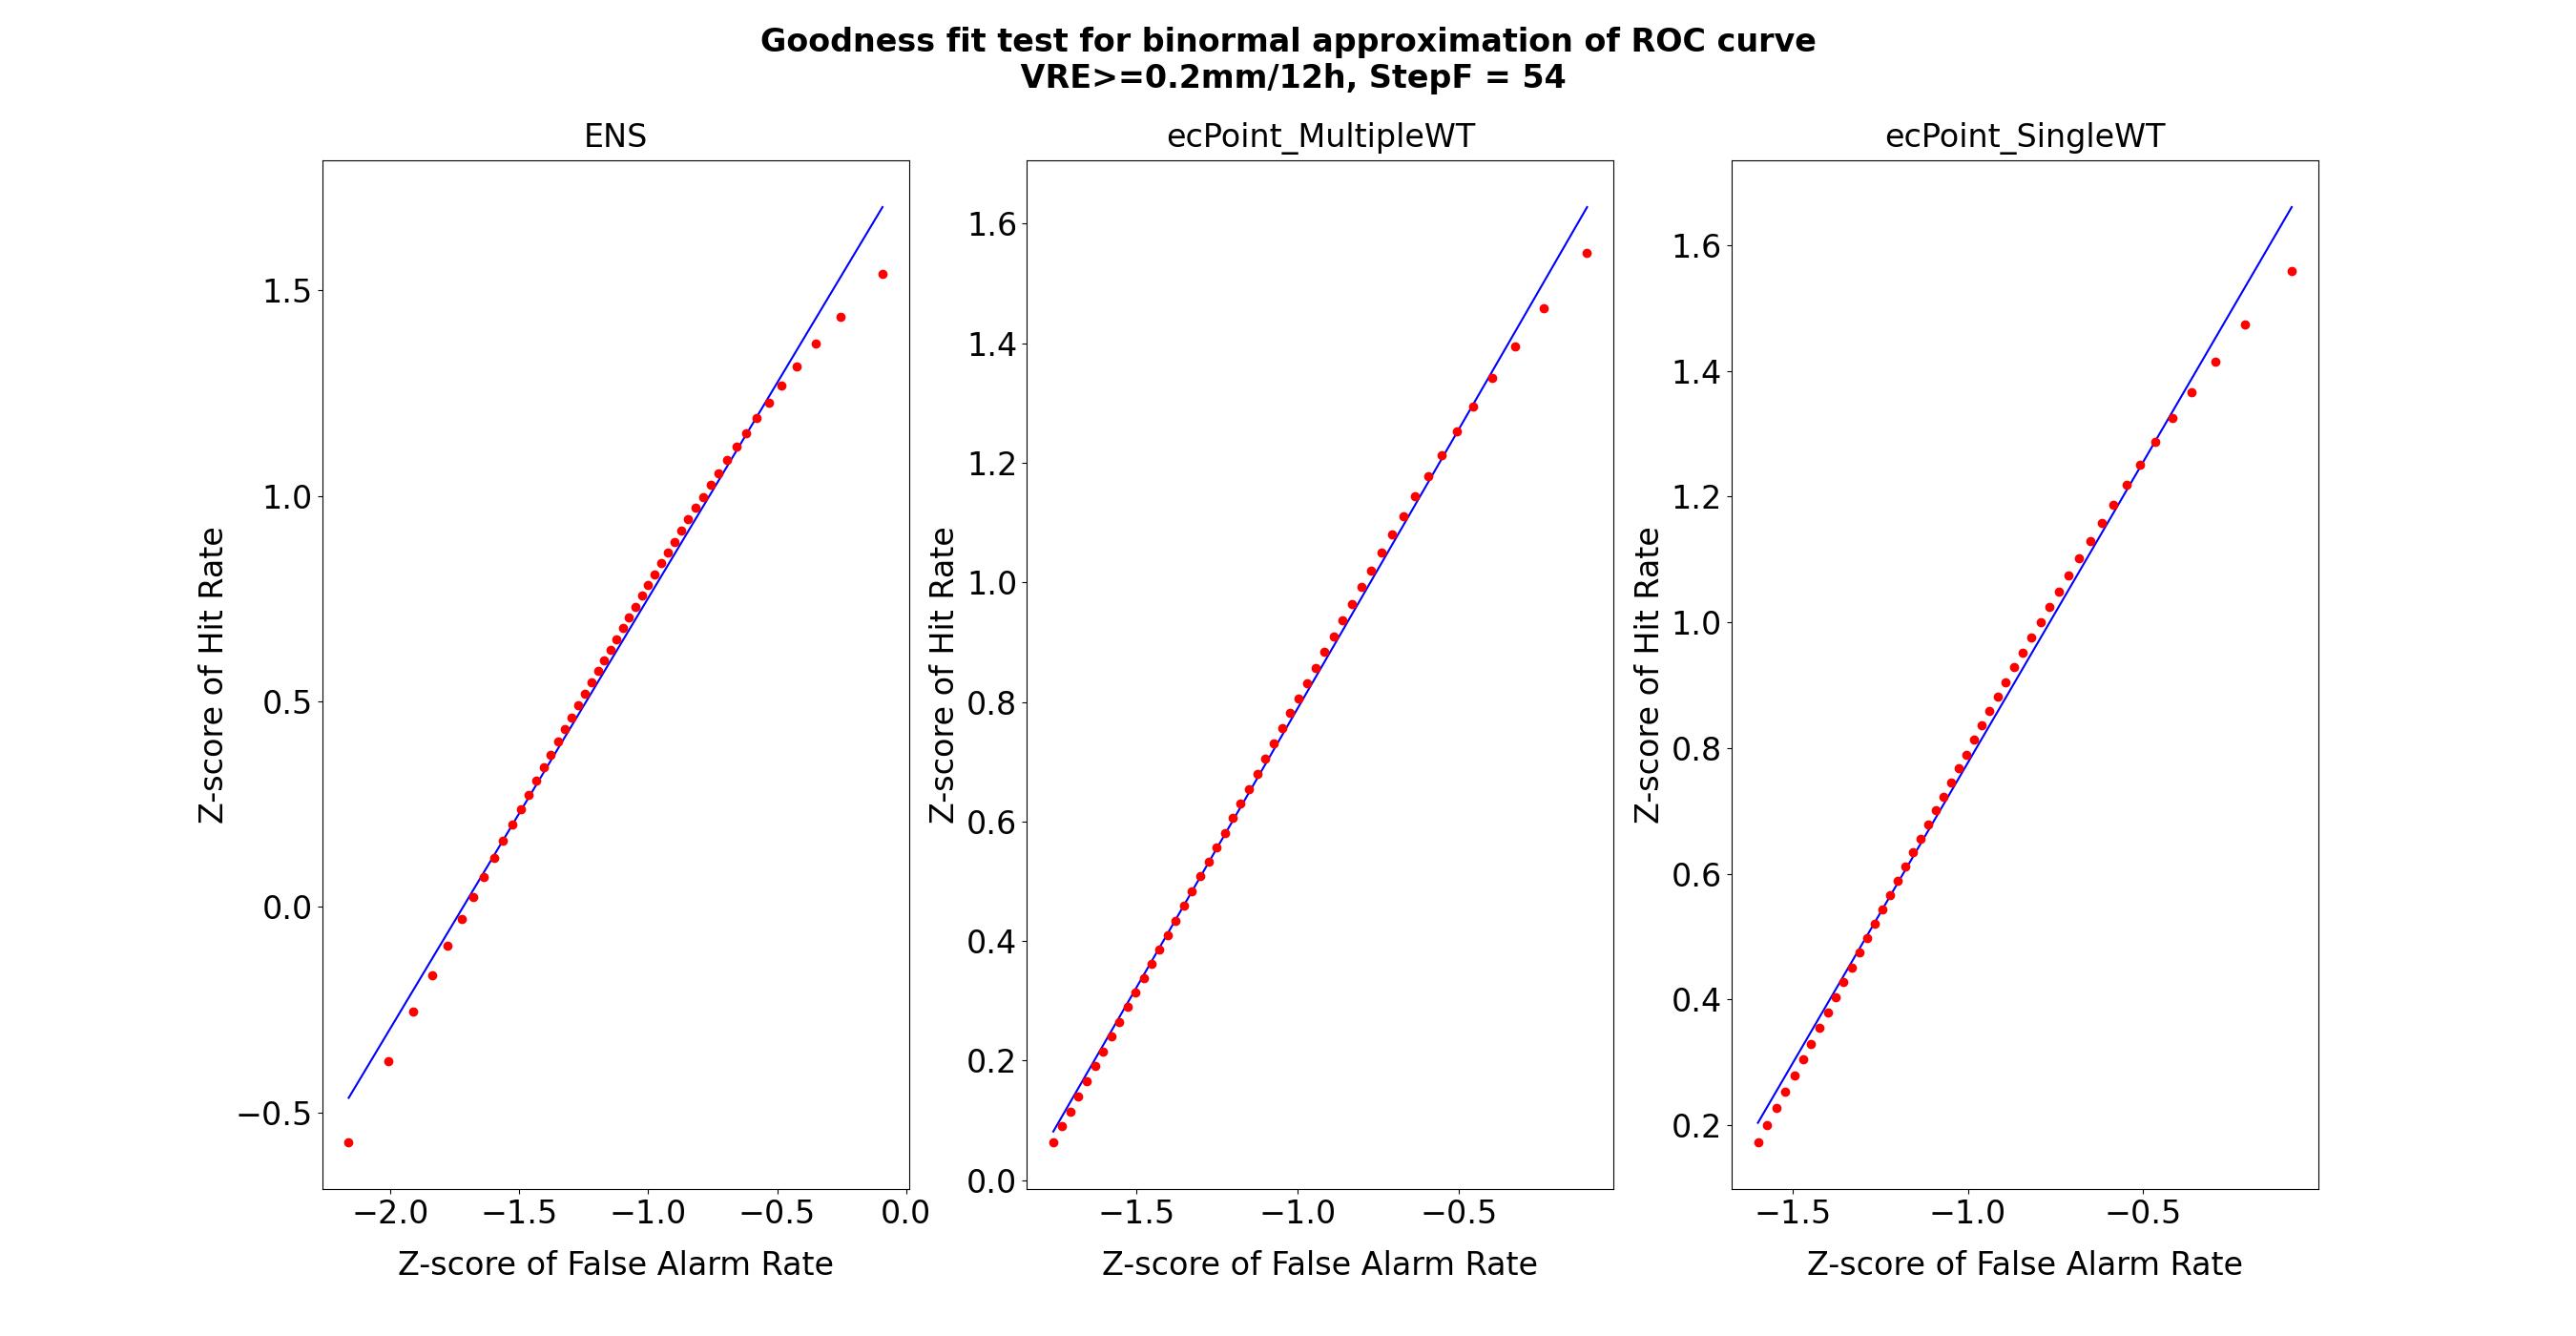 Goodness fit test for binormal approximation of ROC curve
VRE>=0.2mm/12h, StepF = 54
ENS
Z-score of Hit Rate
1.5
1.0
0.5
0.0
−0.5
−2.0 −1.5 −1.0 −0.5 0.0
Z-score of False Alarm Rate
ecPoint_MultipleWT
Z-score of Hit Rate
1.6
1.4
1.2
1.0
0.8
0.6
0.4
0.2
0.0
−1.5 −1.0 −0.5
Z-score of False Alarm Rate
ecPoint_SingleWT
Z-score of Hit Rate
1.6
1.4
1.2
1.0
0.8
0.6
0.4
0.2
−1.5 −1.0 −0.5
Z-score of False Alarm Rate